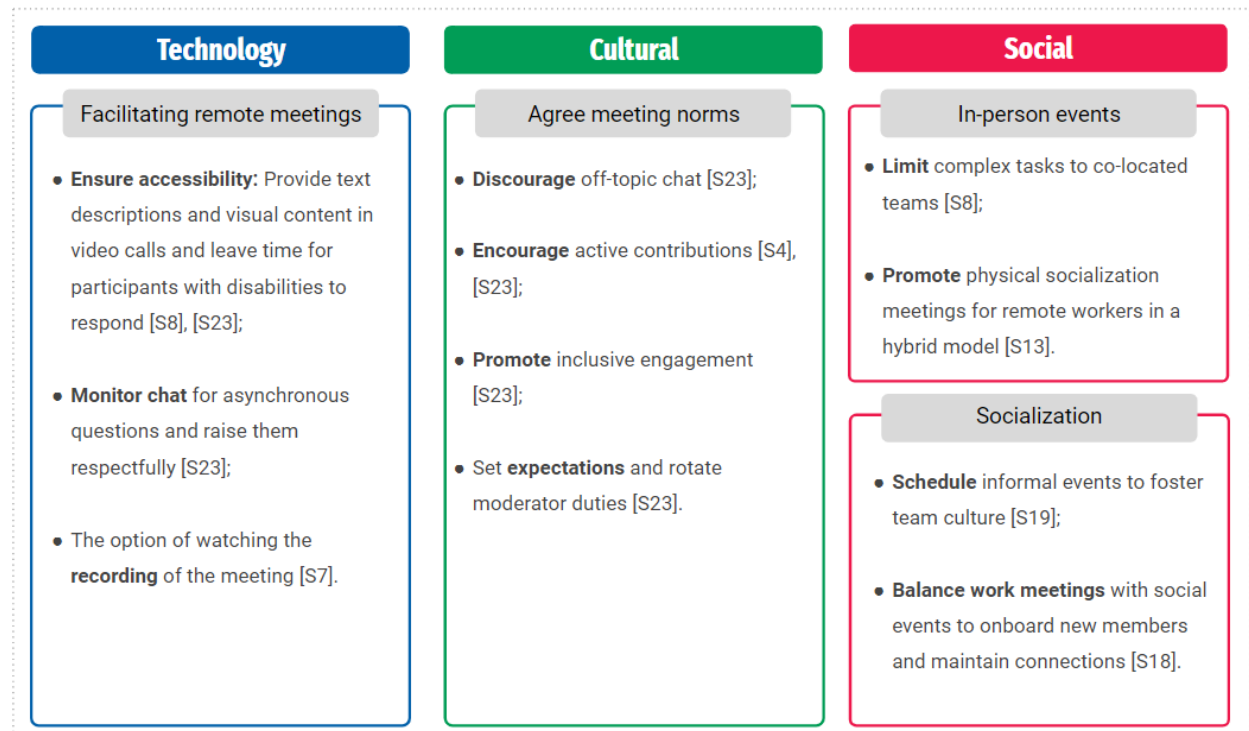 Technology
Facilitating remote meetings
● Ensure accessibility: Provide text
descriptions and visual content in
video calls and leave time for
participants with disabilities to
respond [S8], [S23];
● Monitor chat for asynchronous
questions and raise them
respectfully [S23];
● The option of watching the
recording of the meeting [S7].
Cultural
Agree meeting norms
● Discourage off-topic chat [S23];
● Encourage active contributions [S4],
[S23];
● Promote inclusive engagement
[S23];
● Set expectations and rotate
moderator duties [S23].
Social
In-person events
● Limit complex tasks to co-located
teams [S8];
● Promote physical socialization
meetings for remote workers in a
hybrid model [S13].
Socialization
● Schedule informal events to foster
team culture [S19];
● Balance work meetings with social
events to onboard new members
and maintain connections [S18].